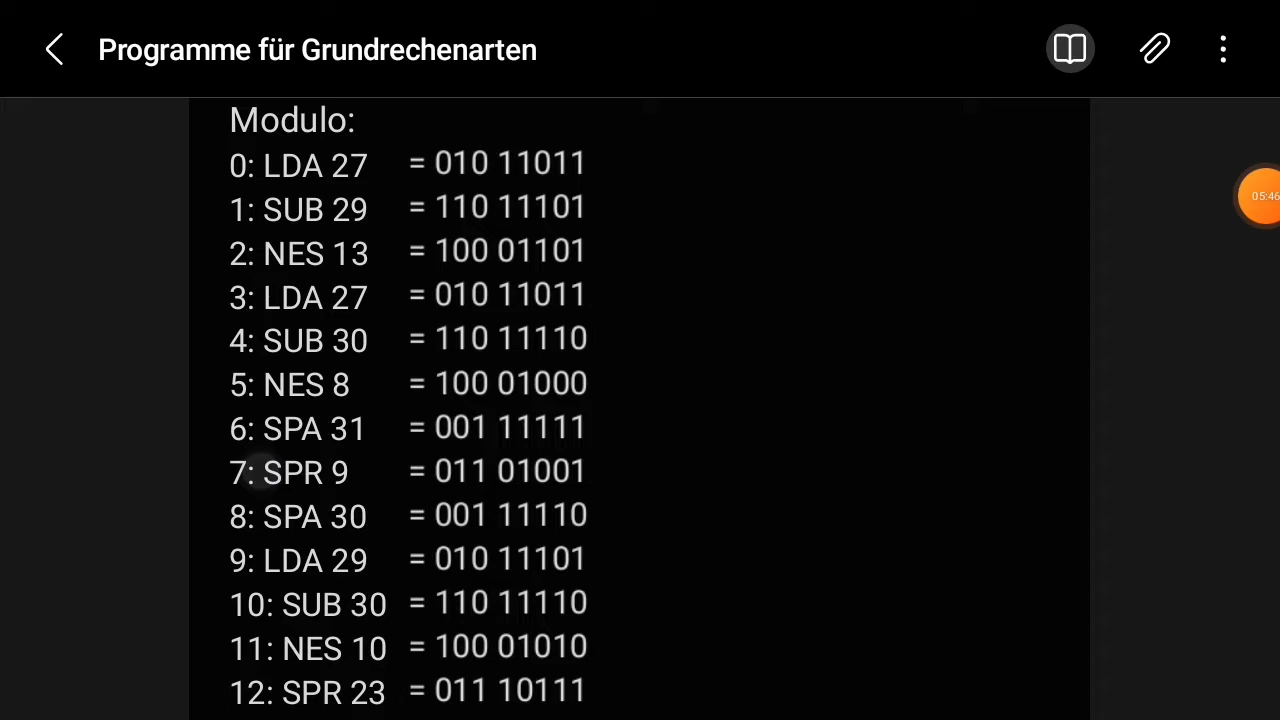 Programme für Grundrechenarten
Modulo:
0: LDA 27 = 010 11011
1: SUB 29 = 110 11101
2: NES 13 = 100 01101
3: LDA 27 = 010 11011
4: SUB 30 = 110 11110
5: NES 8 = 100 01000
6: SPA 31 = 001 11111
7: SPR 9 = 011 01001
8: SPA 30 = 001 11110
9: LDA 29 = 010 11101
10: SUB 30 = 110 11110
11: NES 10 = 100 01010
12: SPR 23 = 011 10111
05:46